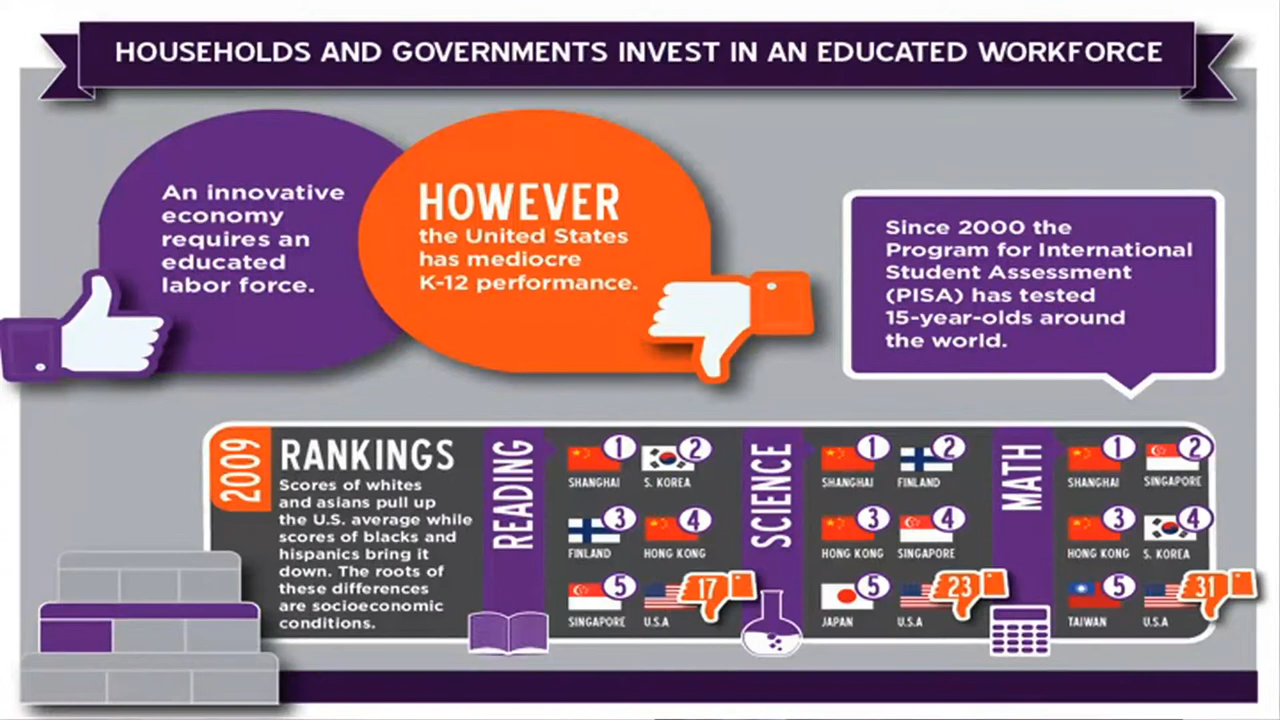 HOUSEHOLDS AND GOVERNMENTS INVEST IN AN EDUCATED WORKFORCE
An innovative
economy
requires an
educated
labor force.
HOWEVER
the United States
has mediocre
K-12 performance.
Since 2000 the
Program for International
Student Assessment
(PISA) has tested
15-year-olds around
the world.
2009
RANKINGS
Scores of whites
and asians pull up
the U.S. average while
scores of blacks and
hispanics bring it
down. The roots of
these differences
are socioeconomic
conditions.
READING
1 2
SHANGHAI S. KOREA
3 4
FINLAND HONG KONG
5 17
SINGAPORE U.S.A
SCIENCE
1 2
SHANGHAI FINLAND
3 4
HONG KONG SINGAPORE
5 23
JAPAN U.S.A
MATH
1 2
SHANGHAI SINGAPORE
3 4
HONG KONG S. KOREA
5 31
TAIWAN U.S.A